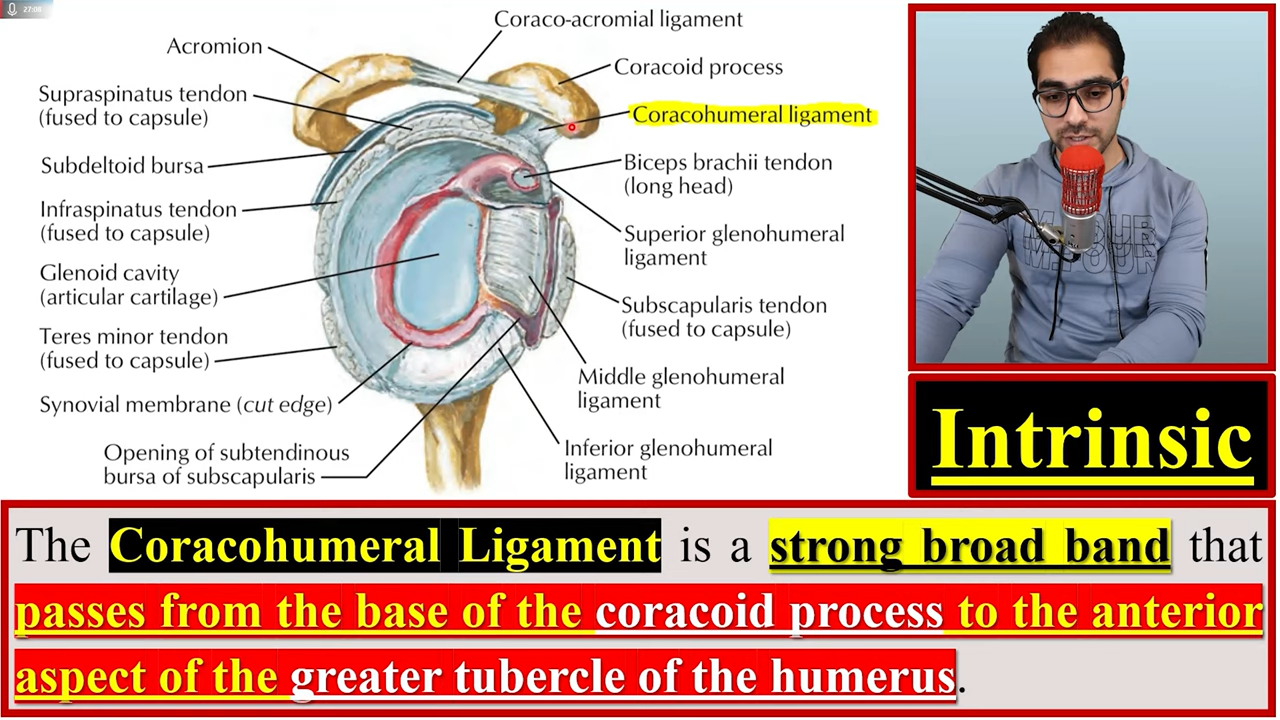 27:08
Coraco-acromial ligament
Acromion
Coracoid process
Supraspinatus tendon
(fused to capsule)
Coracohumeral ligament
Subdeltoid bursa
Biceps brachii tendon
(long head)
Infraspinatus tendon
(fused to capsule)
Superior glenohumeral
ligament
Glenoid cavity
(articular cartilage)
Subscapularis tendon
(fused to capsule)
Teres minor tendon
(fused to capsule)
Middle glenohumeral
ligament
Synovial membrane (cut edge)
Opening of subtendinous
bursa of subscapularis
Inferior glenohumeral
ligament
Intrinsic
The Coracohumeral Ligament is a strong broad band that
passes from the base of the coracoid process to the anterior
aspect of the greater tubercle of the humerus.